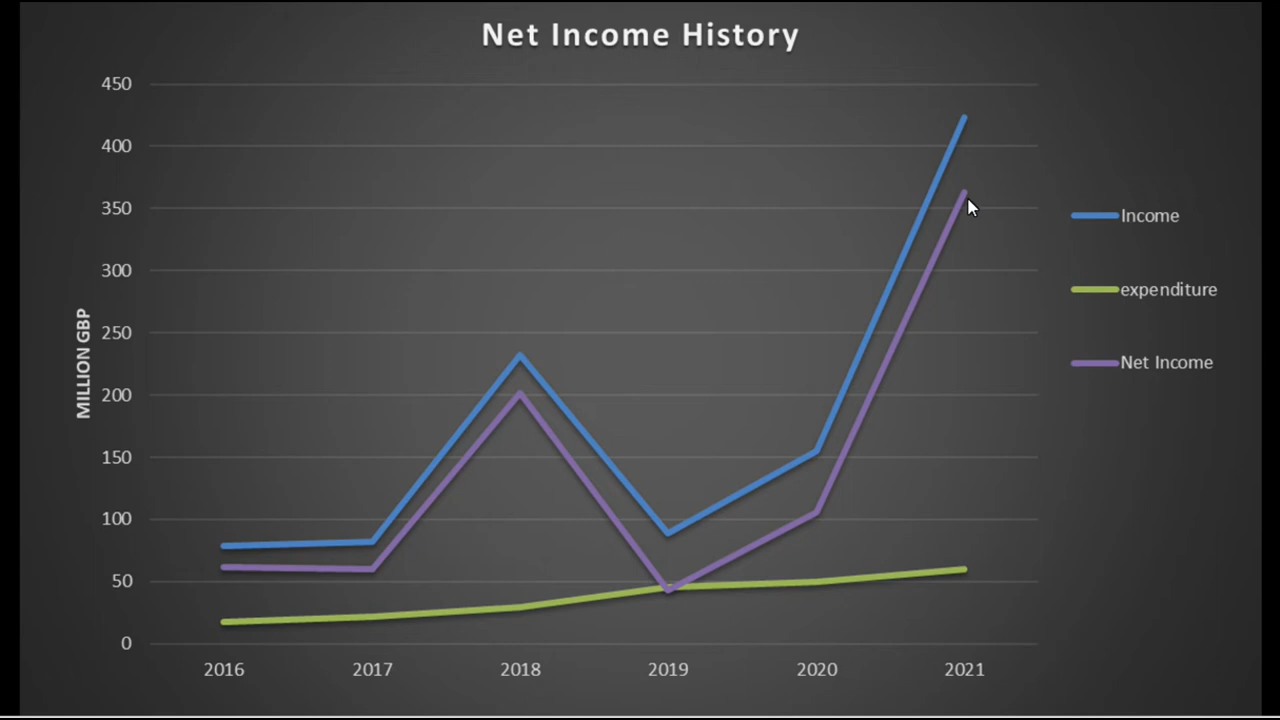 Net Income History
450
400
350
300
250
200
150
100
50
0
MILLION GBP
2016 2017 2018 2019 2020 2021
Income
expenditure
Net Income